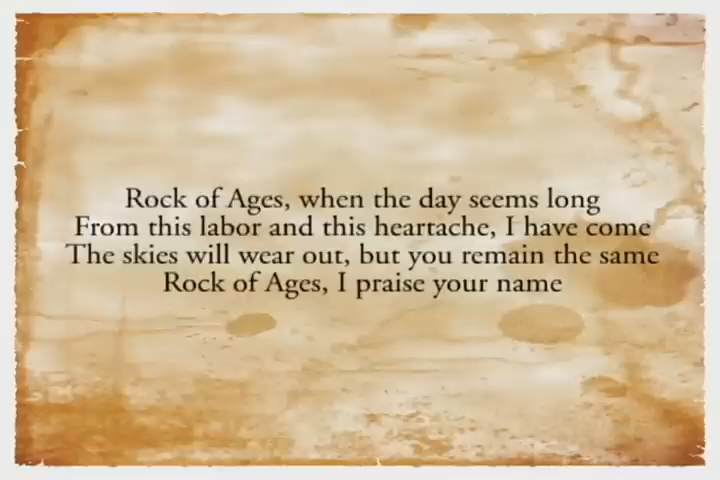 Rock of Ages, when the day seems long
From this labor and this heartache, I have come
The skies will wear out, but you remain the same
Rock of Ages, I praise your name